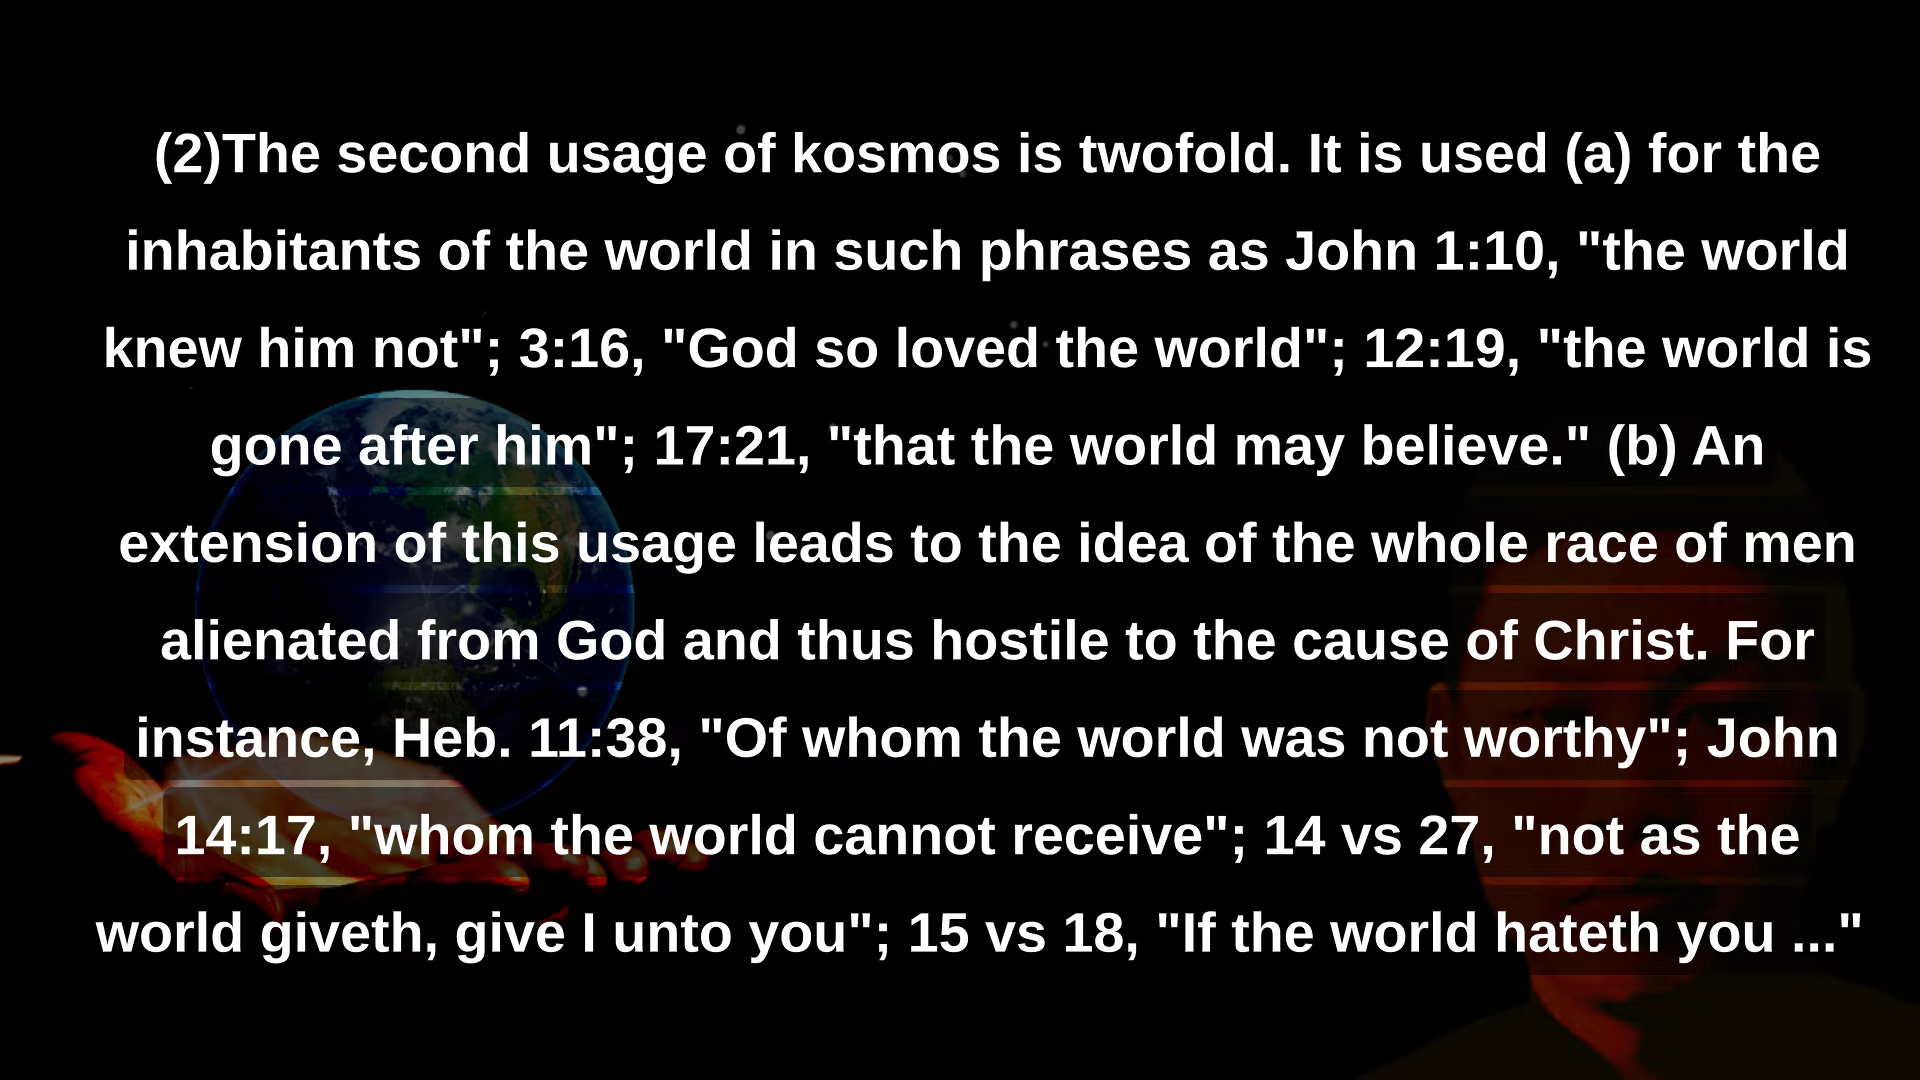 (2)The second usage of kosmos is twofold. It is used (a) for the
inhabitants of the world in such phrases as John 1:10, "the world
knew him not"; 3:16, "God so loved the world"; 12:19, "the world is
gone after him"; 17:21, "that the world may believe." (b) An
extension of this usage leads to the idea of the whole race of men
alienated from God and thus hostile to the cause of Christ. For
instance, Heb. 11:38, "Of whom the world was not worthy"; John
14:17, "whom the world cannot receive"; 14 vs 27, "not as the
world giveth, give I unto you"; 15 vs 18, "If the world hateth you ..."